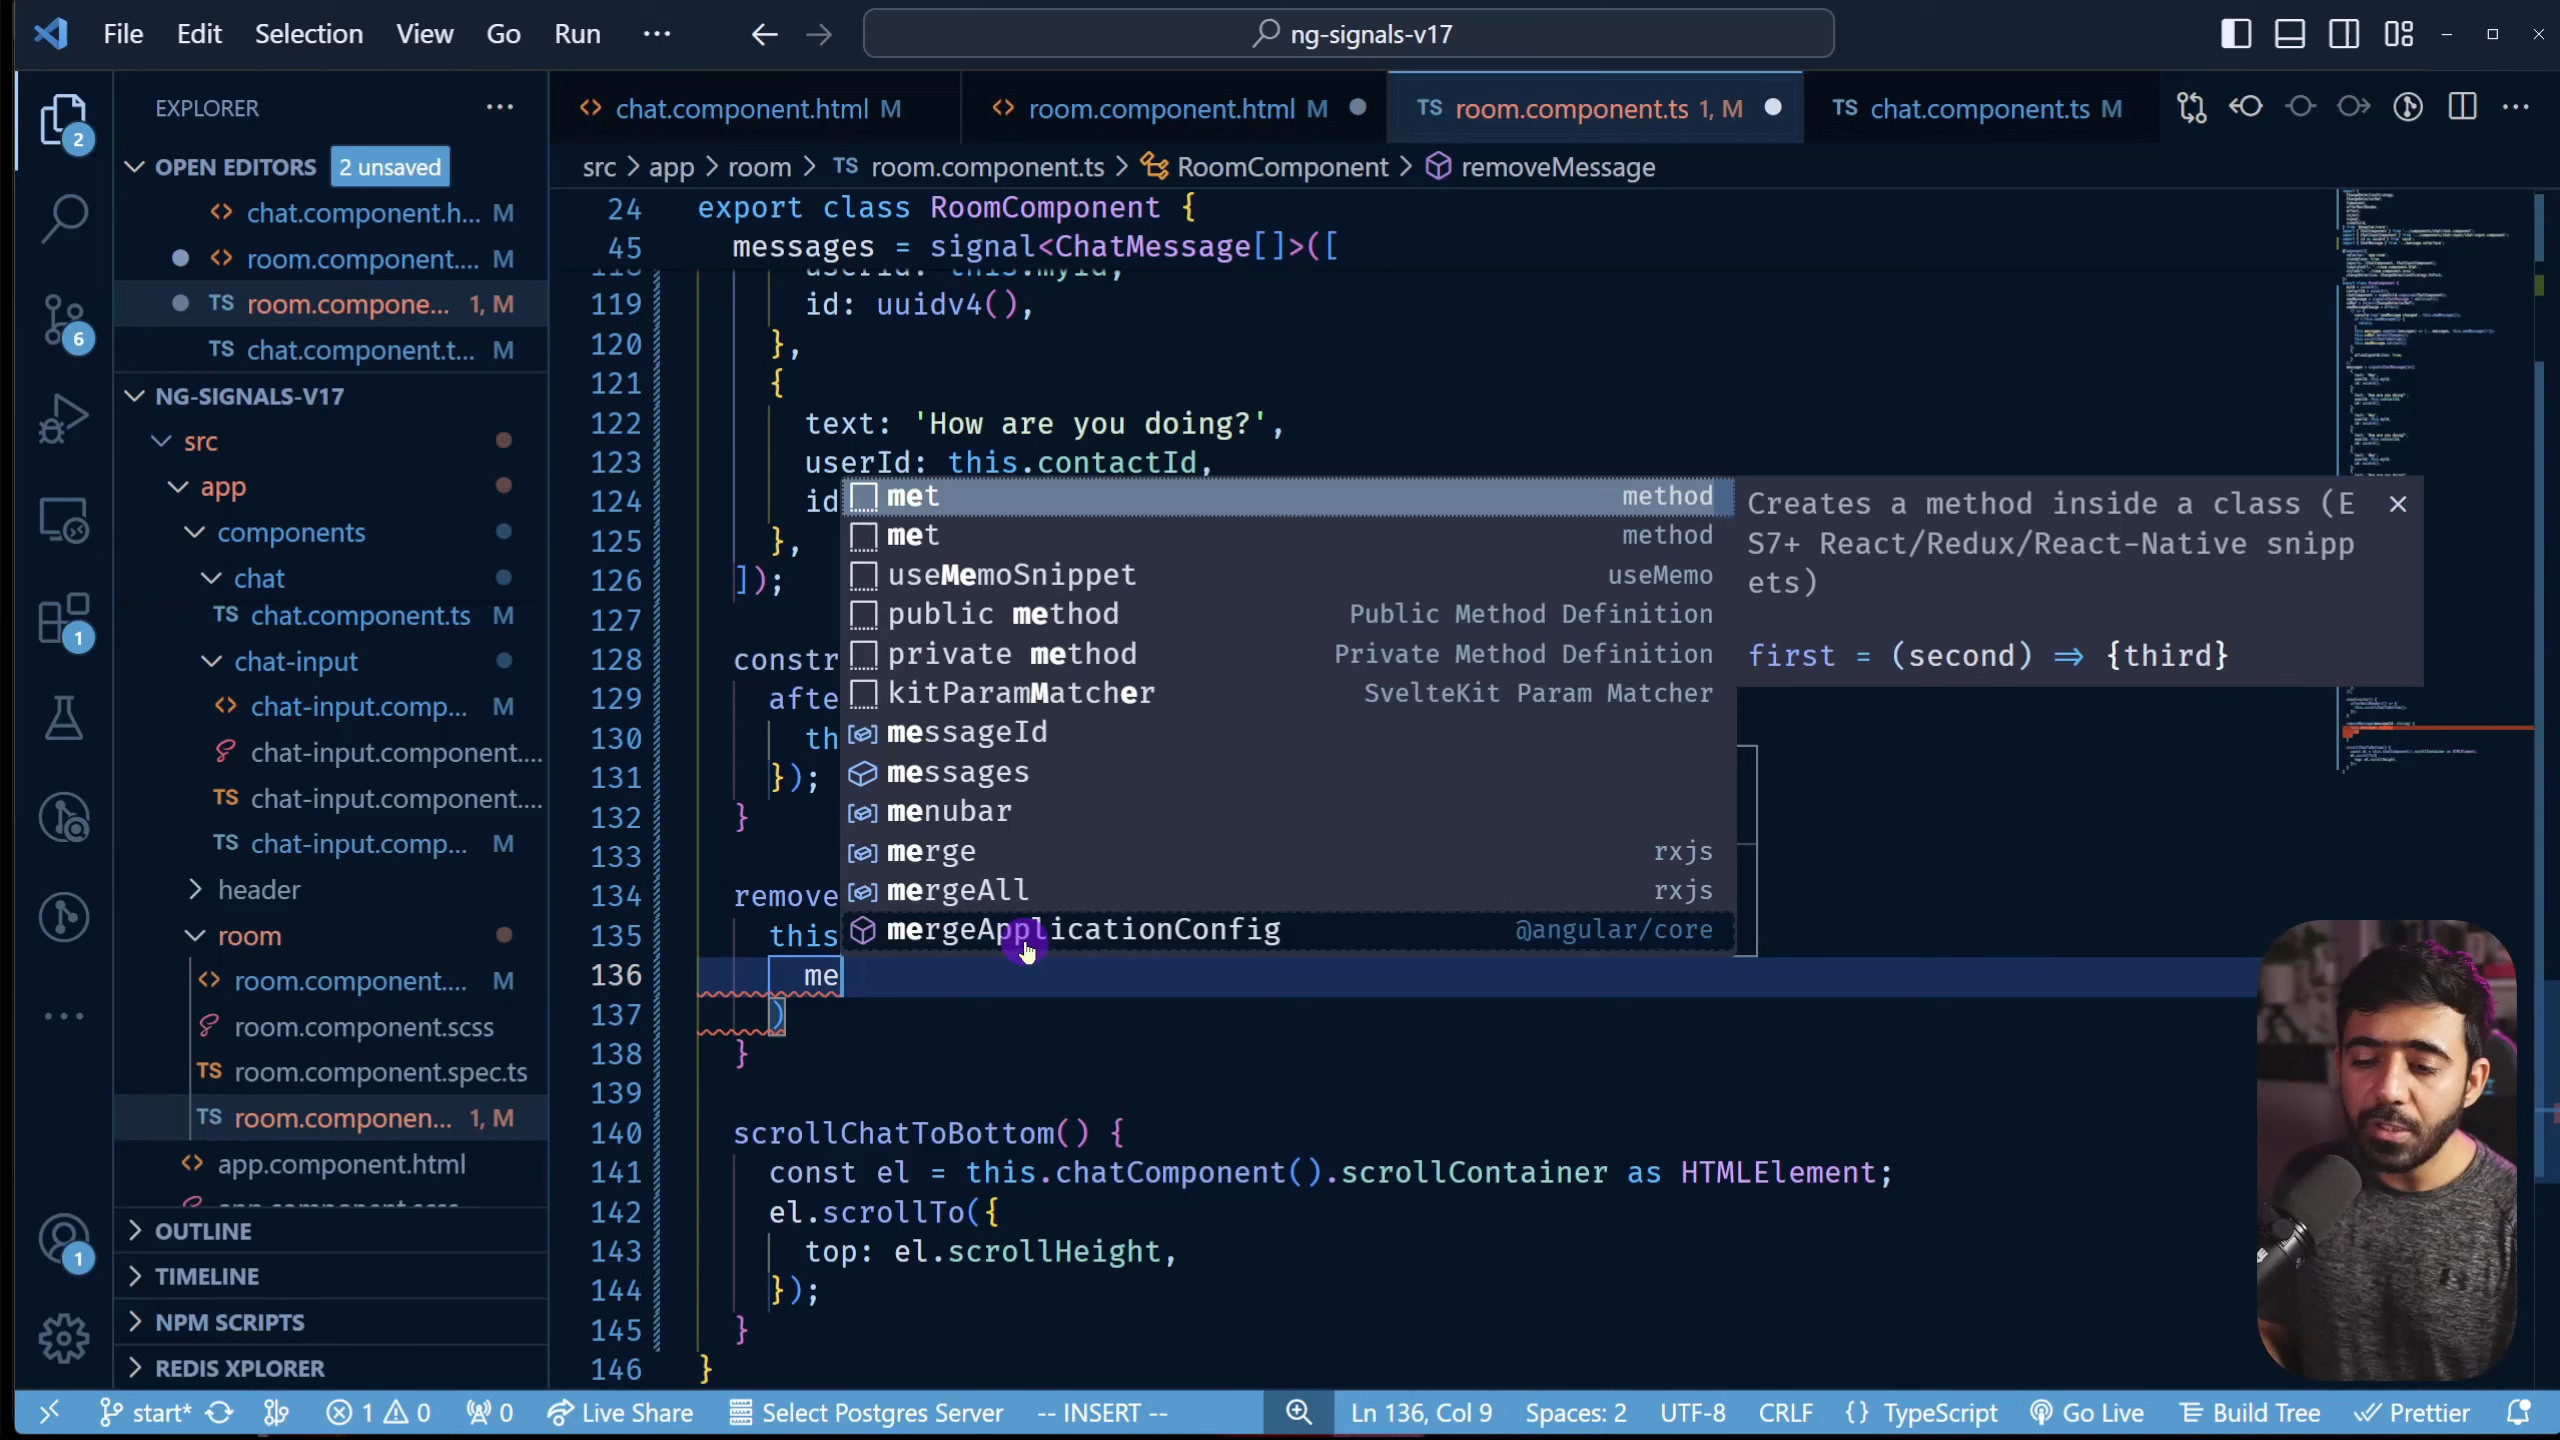 File Edit Selection View Go Run ··· ng-signals-v17
EXPLORER ···
OPEN EDITORS 2 unsaved
chat.component.h... M
room.component.... M
room.compone... 1, M
chat.component.t... M
NG-SIGNALS-V17
src
app
components
chat
TS chat.component.ts M
chat-input
chat-input.comp... M
chat-input.component....
TS chat-input.component....
TS chat-input.comp... M
header
room
room.component.... M
room.component.scss
TS room.component.spec.ts
TS room.componen... 1, M
app.component.html
app.component.scss
OUTLINE
TIMELINE
NPM SCRIPTS
REDIS XPLORER
2
6
1
1
chat.component.html M
room.component.html M
TS room.component.ts 1, M
TS chat.component.ts M
src > app > room > TS room.component.ts > RoomComponent > removeMessage
24 export class RoomComponent {
45 messages = signal<ChatMessage[]>([
118 userId: this.myId,
119 id: uuidv4(),
120 },
121 {
122 text: 'How are you doing?',
123 userId: this.contactId,
124 id
125 },
126 ]);
127
128 constr
129 afte
130 th
131 });
132 }
133
134 remove
135 this
136 me
137 )
138 }
139
140 scrollChatToBottom() {
141 const el = this.chatComponent().scrollContainer as HTMLElement;
142 el.scrollTo({
143 top: el.scrollHeight,
144 });
145 }
146 }
met method
met method
useMemoSnippet useMemo
public method Public Method Definition
private method Private Method Definition
kitParamMatcher SvelteKit Param Matcher
messageId
messages
menubar
merge rxjs
mergeAll rxjs
mergeApplicationConfig @angular/core
Creates a method inside a class (E
S7+ React/Redux/React-Native snipp
ets)
first = (second) => {third}
start* 1 0 0 Live Share Select Postgres Server -- INSERT -- Ln 136, Col 9 Spaces: 2 UTF-8 CRLF {} TypeScript Go Live Build Tree Prettier